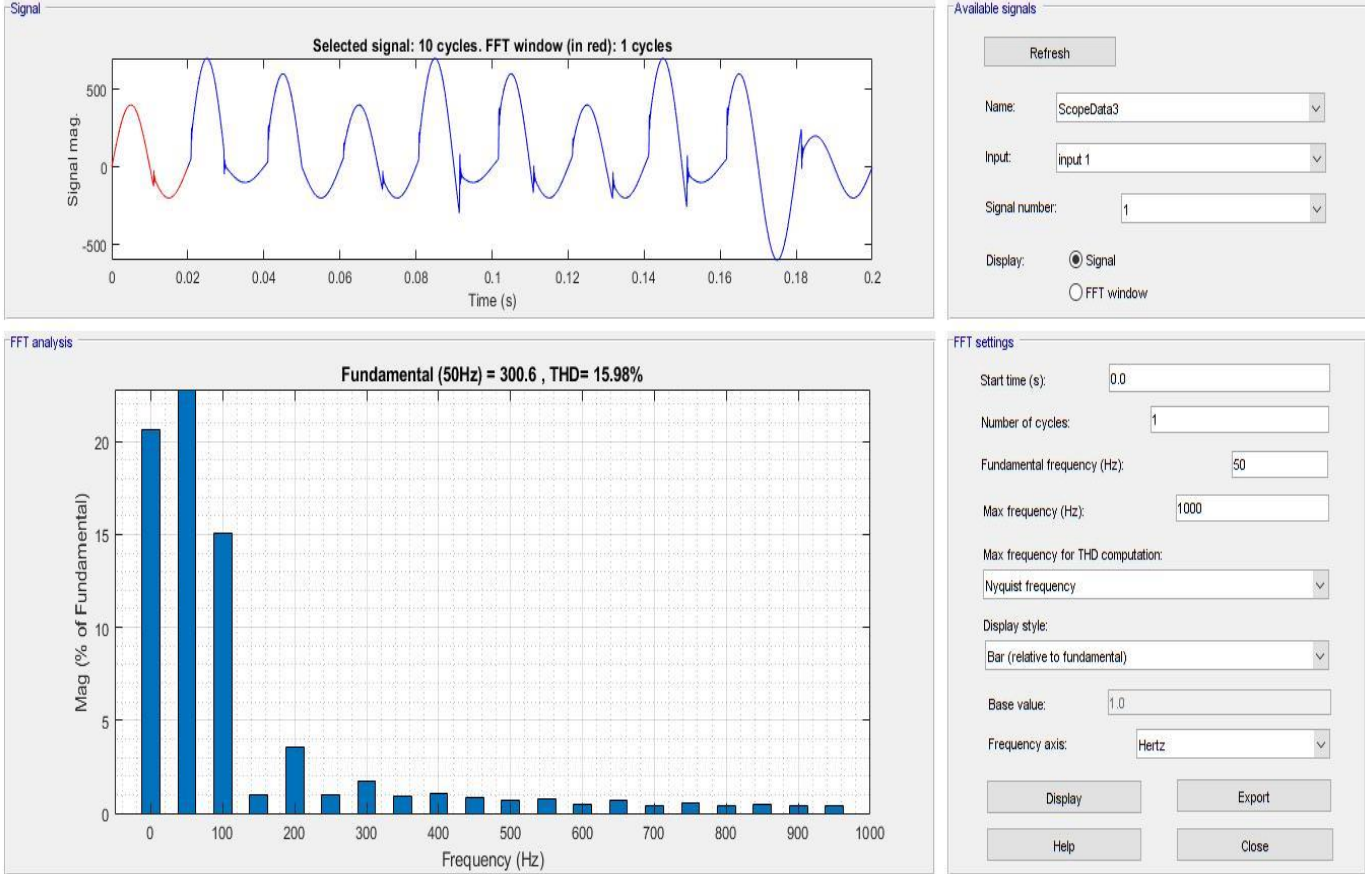 Signal
Selected signal: 10 cycles. FFT window (in red): 1 cycles
500
0
-500
Signal mag.
0 0.02 0.04 0.06 0.08 0.1 0.12 0.14 0.16 0.18 0.2
Time (s)
Available signals
Refresh
Name: ScopeData3
Input: input 1
Signal number: 1
Display: Signal
FFT window
FFT analysis
Fundamental (50Hz) = 300.6 , THD= 15.98%
20
15
10
5
0
Mag (% of Fundamental)
0 100 200 300 400 500 600 700 800 900 1000
Frequency (Hz)
FFT settings
Start time (s): 0.0
Number of cycles: 1
Fundamental frequency (Hz): 50
Max frequency (Hz): 1000
Max frequency for THD computation:
Nyquist frequency
Display style:
Bar (relative to fundamental)
Base value: 1.0
Frequency axis: Hertz
Display Export
Help Close